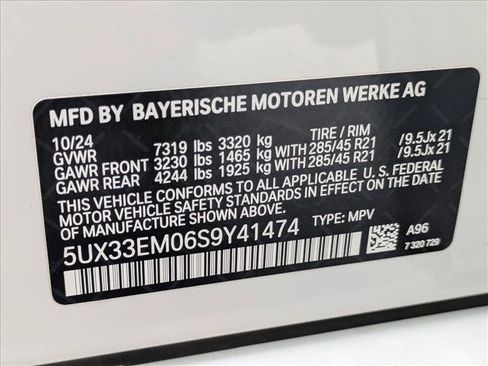 MFD BY BAYERISCHE MOTOREN WERKE AG
10/24 TIRE / RIM
GVWR 7319 lbs 3320 kg
GAWR FRONT 3230 lbs 1465 kg WITH 285/45 R21 /9.5Jx21
GAWR REAR 4244 lbs 1925 kg WITH 285/45 R21 /9.5Jx21
THIS VEHICLE CONFORMS TO ALL APPLICABLE U. S. FEDERAL
MOTOR VEHICLE SAFETY STANDARDS IN EFFECT ON THE DATE
OF MANUFACTURE SHOWN ABOVE.
5UX33EM06S9Y41474 TYPE: MPV
A96
7 320 729